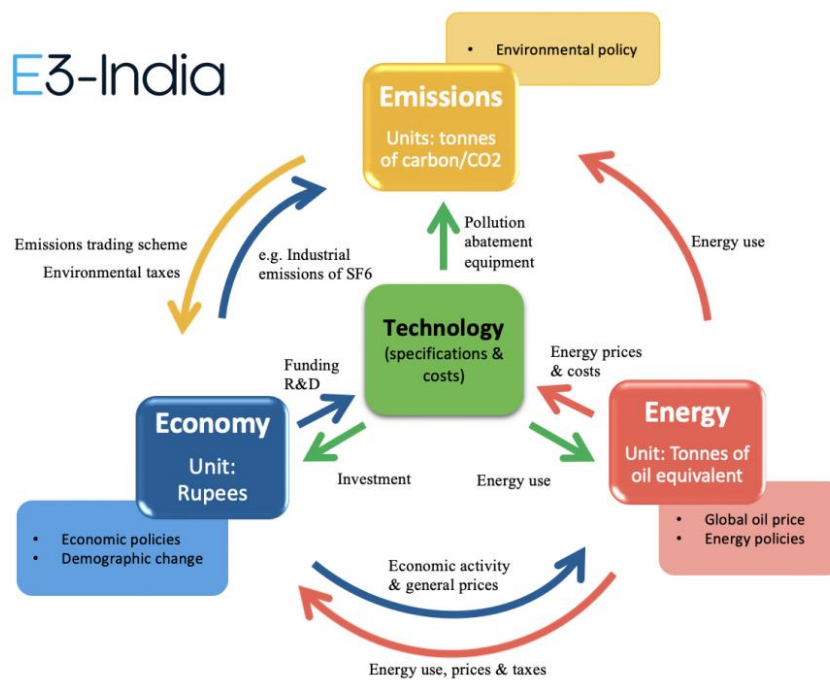 E3-India
• Environmental policy
Emissions
Units: tonnes
of carbon/CO2
Emissions trading scheme
Environmental taxes
e.g. Industrial
emissions of SF6
Pollution
abatement
equipment
Energy use
Technology
(specifications &
costs)
Funding
R&D
Energy prices
& costs
Economy
Unit:
Rupees
Energy
Unit: Tonnes of
oil equivalent
Investment
Energy use
• Economic policies
• Demographic change
• Global oil price
• Energy policies
Economic activity
& general prices
Energy use, prices & taxes